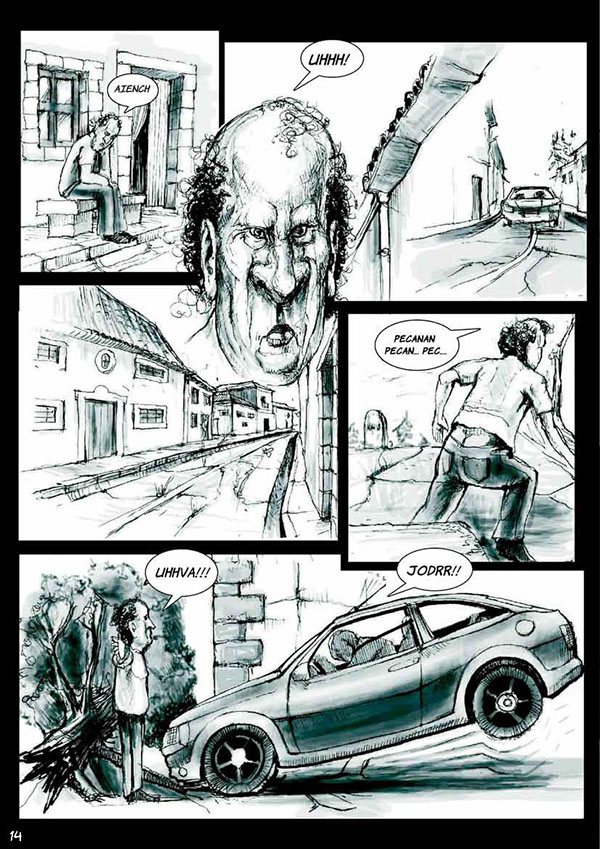 AIENCH
UHHH!
PECANAN
PECAN... PEC...
UHHVA!!!
JODRR!!
14